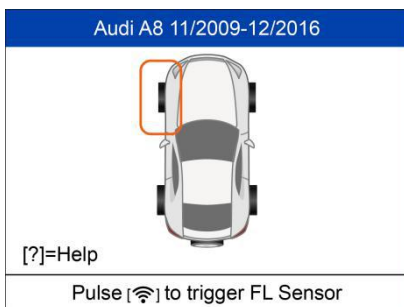 Audi A8 11/2009-12/2016
[?]=Help
Pulse [] to trigger FL Sensor